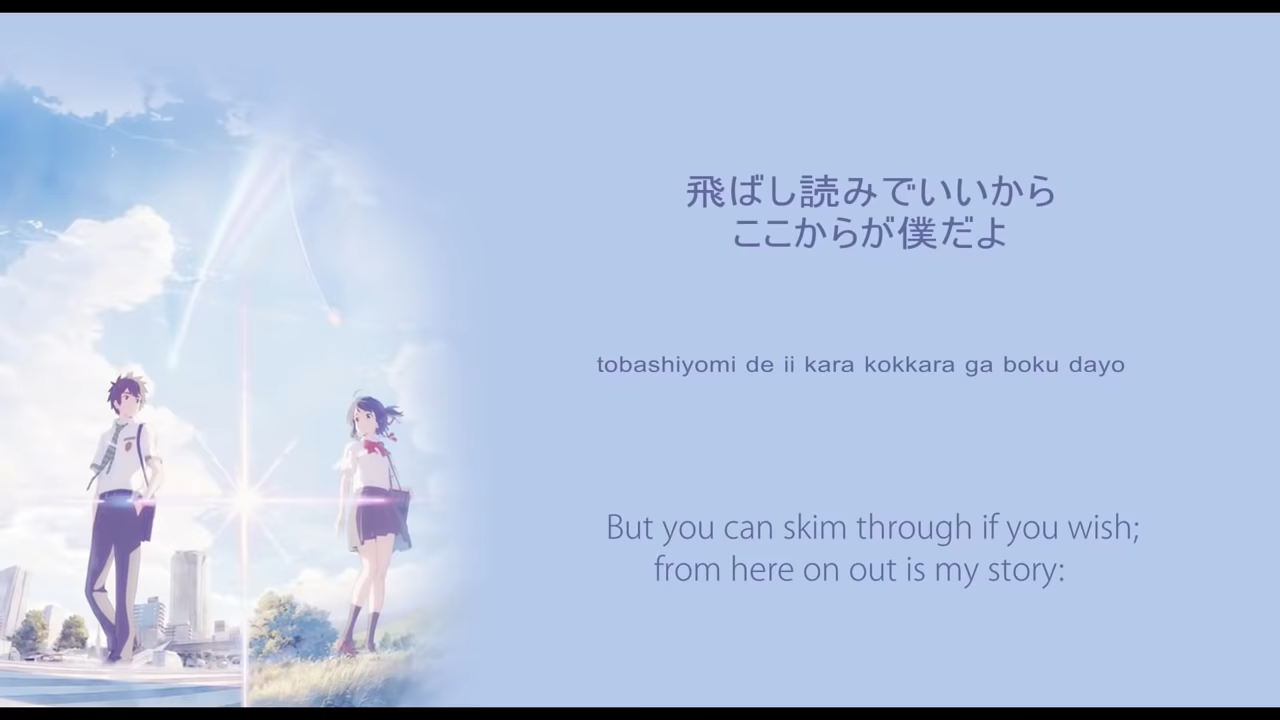 飛ばし読みでいいから
ここからが僕だよ
tobashiyomi de ii kara kokkara ga boku dayo
But you can skim through if you wish;
from here on out is my story: